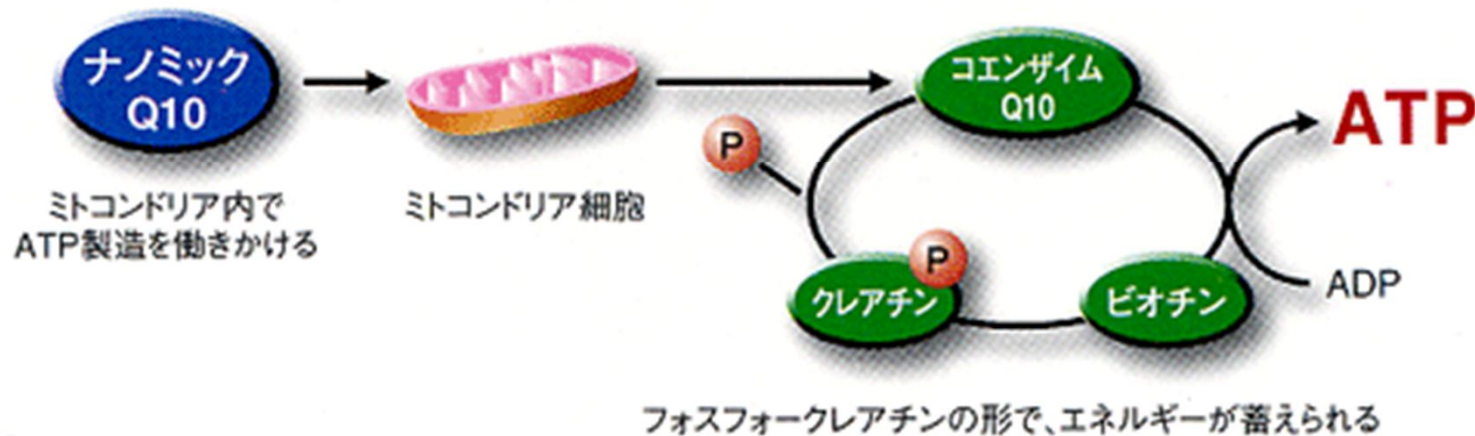 ナノミック
Q10
ミトコンドリア内で
ATP製造を働きかける
ミトコンドリア細胞
コエンザイム
Q10
P
クレアチン
P
ビオチン
ATP
ADP
フォスフォークレアチンの形で、エネルギーが蓄えられる